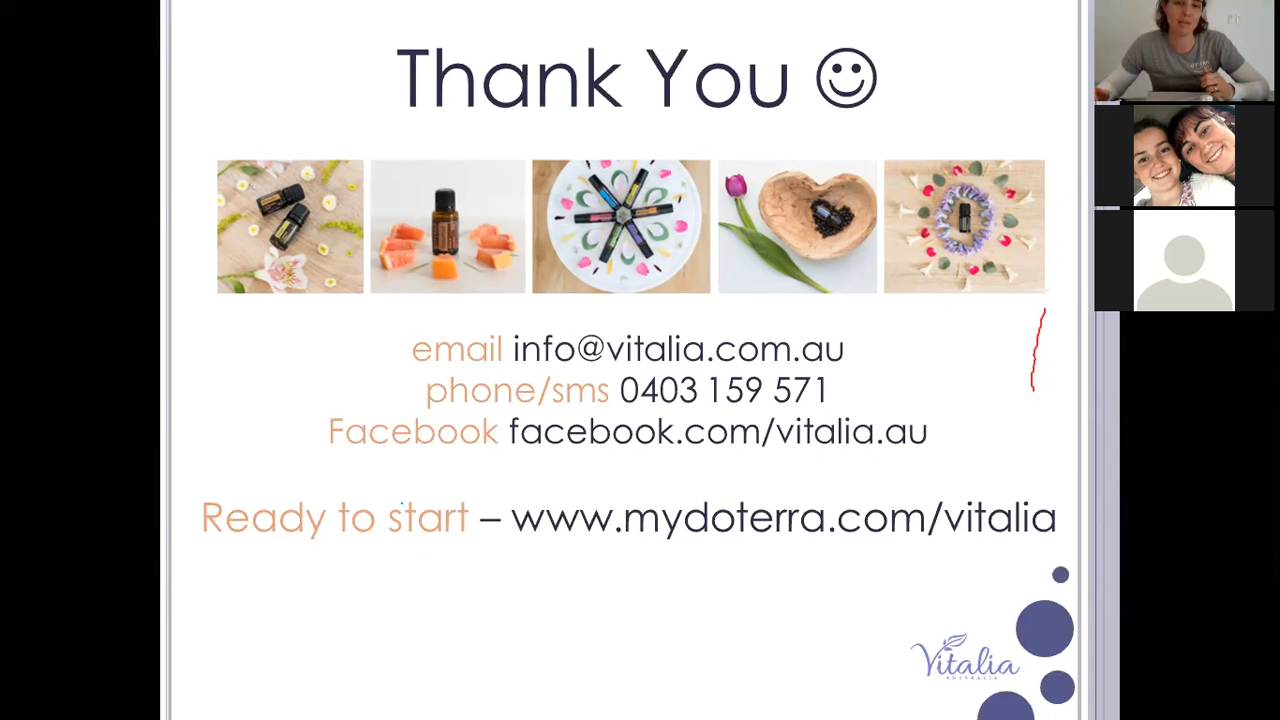 Thank You
email info@vitalia.com.au
phone/sms 0403 159 571
Facebook facebook.com/vitalia.au
Ready to start – www.mydoterra.com/vitalia
Vitalia
AUSTRALIA